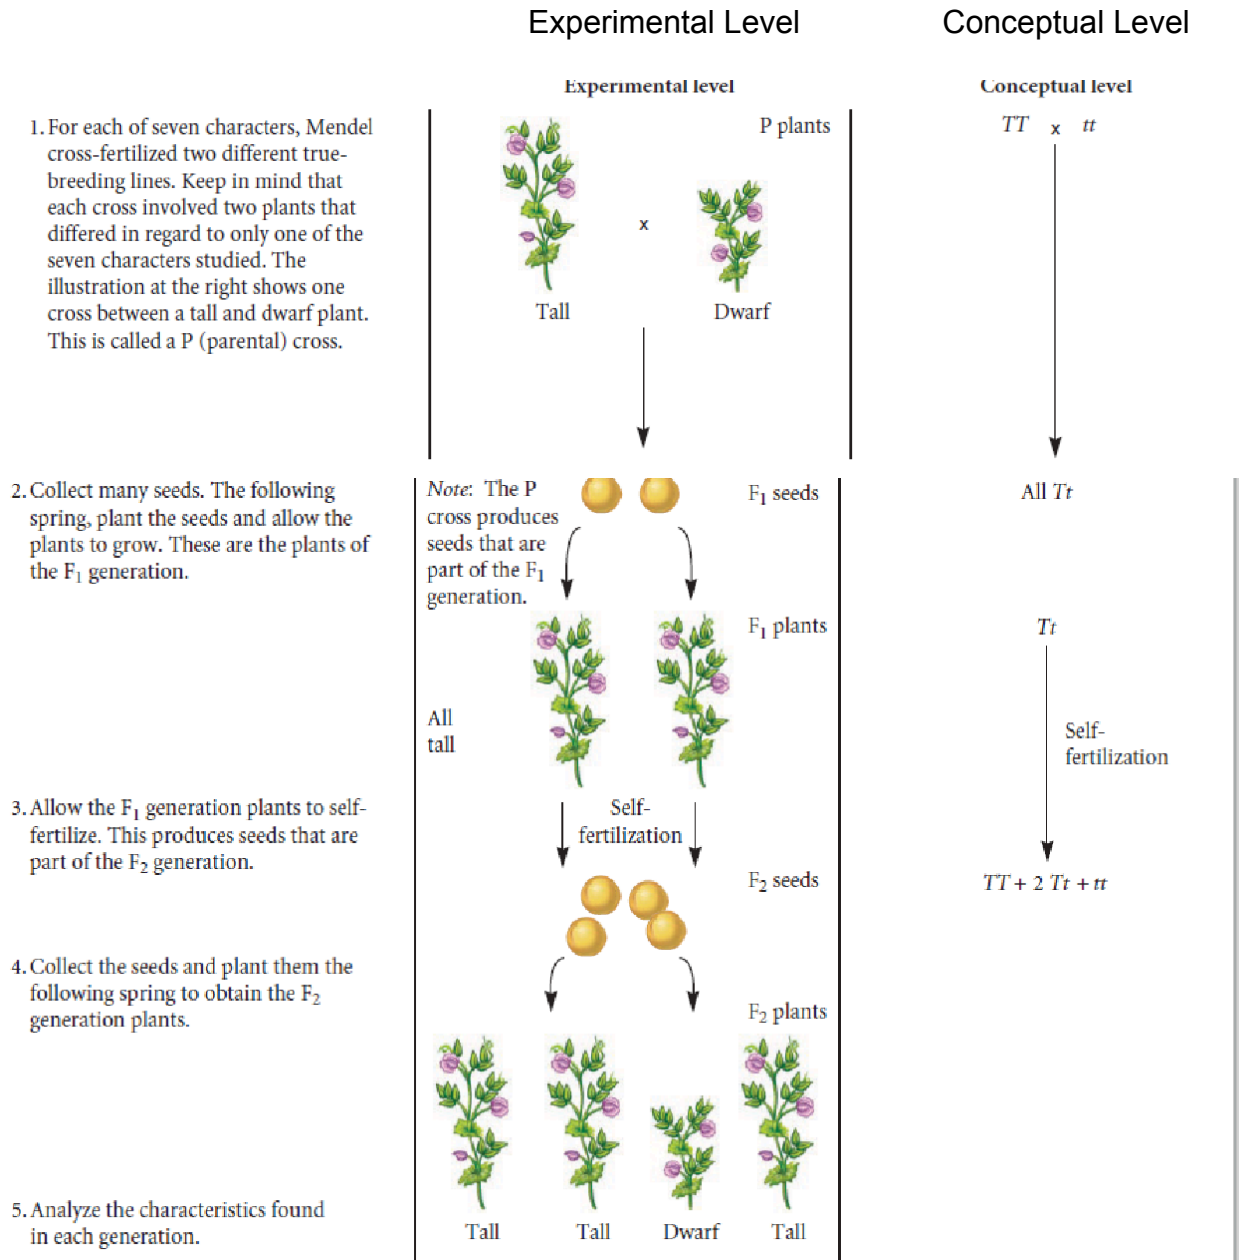 Experimental Level
Conceptual Level
Experimental level
Conceptual level
1. For each of seven characters, Mendel
cross-fertilized two different true-
breeding lines. Keep in mind that
each cross involved two plants that
differed in regard to only one of the
seven characters studied. The
illustration at the right shows one
cross between a tall and dwarf plant.
This is called a P (parental) cross.
P plants
x
Tall
Dwarf
TT x tt
2. Collect many seeds. The following
spring, plant the seeds and allow the
plants to grow. These are the plants of
the F₁ generation.
Note: The P
cross produces
seeds that are
part of the F₁
generation.
F₁ seeds
All Tt
F₁ plants
All
tall
Tt
Self-
fertilization
3. Allow the F₁ generation plants to self-
fertilize. This produces seeds that are
part of the F₂ generation.
Self-
fertilization
F₂ seeds
TT + 2 Tt + tt
4. Collect the seeds and plant them the
following spring to obtain the F₂
generation plants.
F₂ plants
5. Analyze the characteristics found
in each generation.
Tall
Tall
Dwarf
Tall